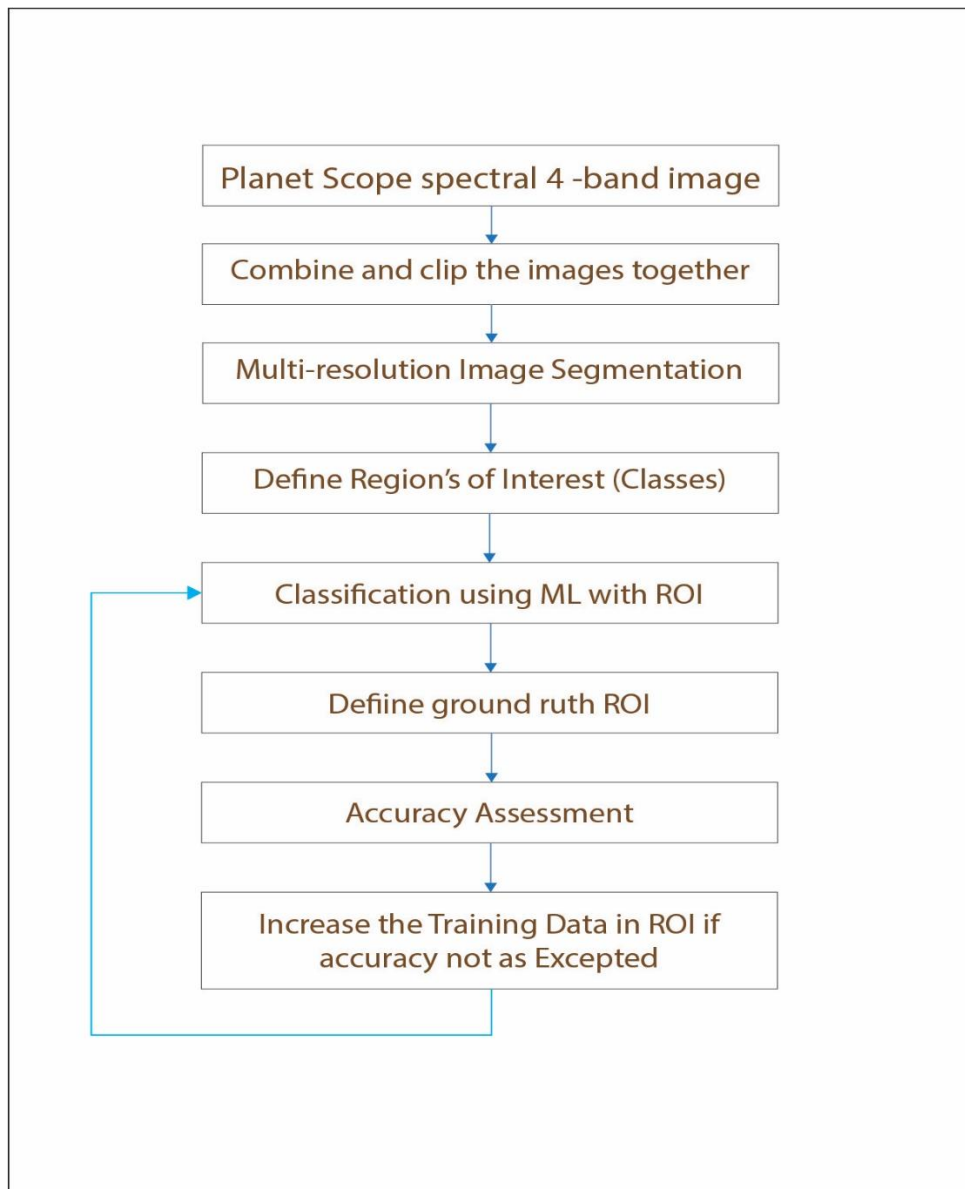 Planet Scope spectral 4 -band image
Combine and clip the images together
Multi-resolution Image Segmentation
Define Region's of Interest (Classes)
Classification using ML with ROI
Defiine ground ruth ROI
Accuracy Assessment
Increase the Training Data in ROI if
accuracy not as Excepted